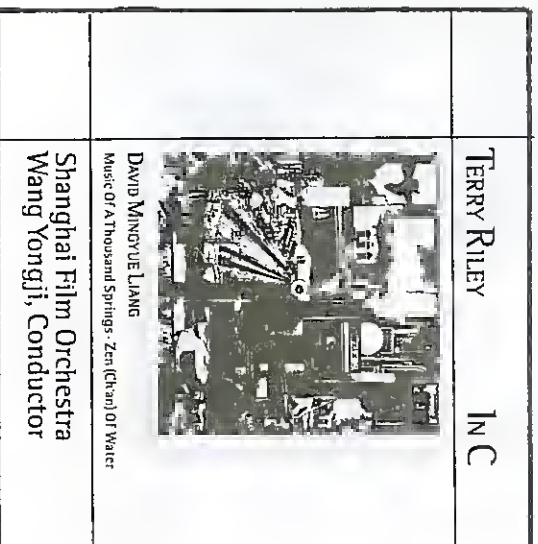 TERRY RILEY IN C
DAVID MINGYUE LIANG
Music Of A Thousand Springs · Zen (Ch'an) Of Water
Shanghai Film Orchestra
Wang Yongji, Conductor